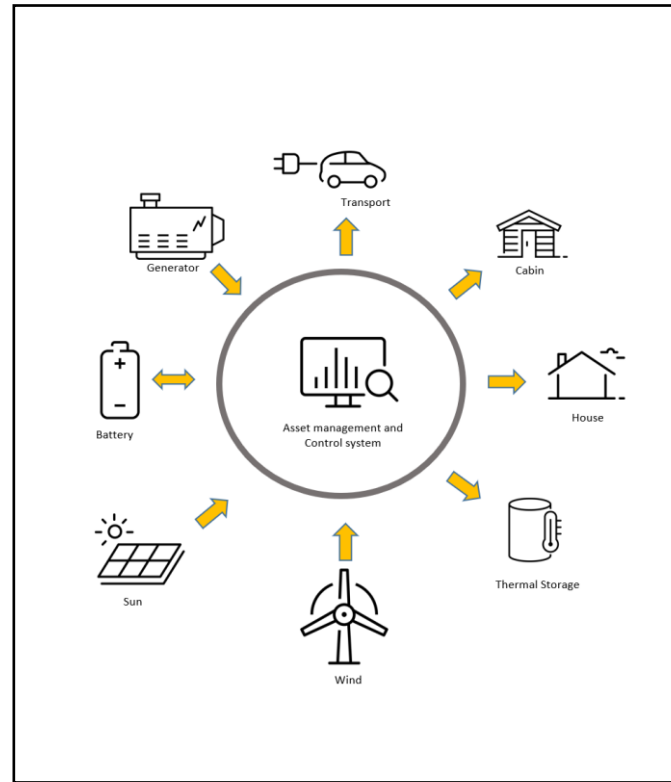 Transport
Generator
Cabin
Battery
Asset management and
Control system
House
Sun
Thermal Storage
Wind